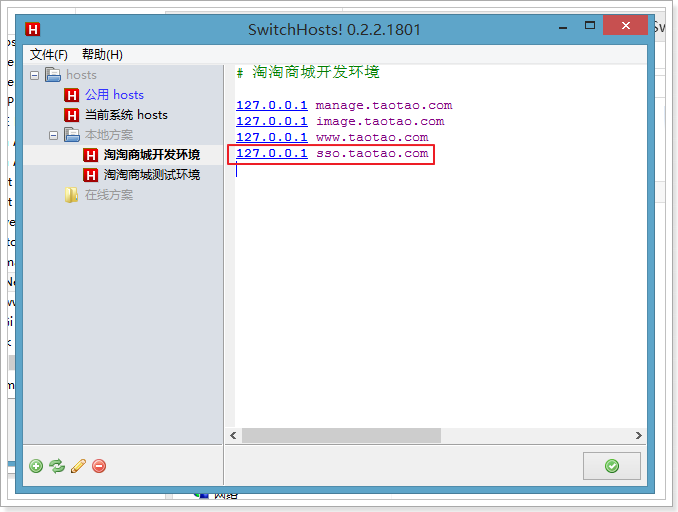 SwitchHosts! 0.2.2.1801
文件(F) 帮助(H)
hosts
公用 hosts
当前系统 hosts
本地方案
淘淘商城开发环境
淘淘商城测试环境
在线方案
# 淘淘商城开发环境
127.0.0.1 manage.taotao.com
127.0.0.1 image.taotao.com
127.0.0.1 www.taotao.com
127.0.0.1 sso.taotao.com
网络